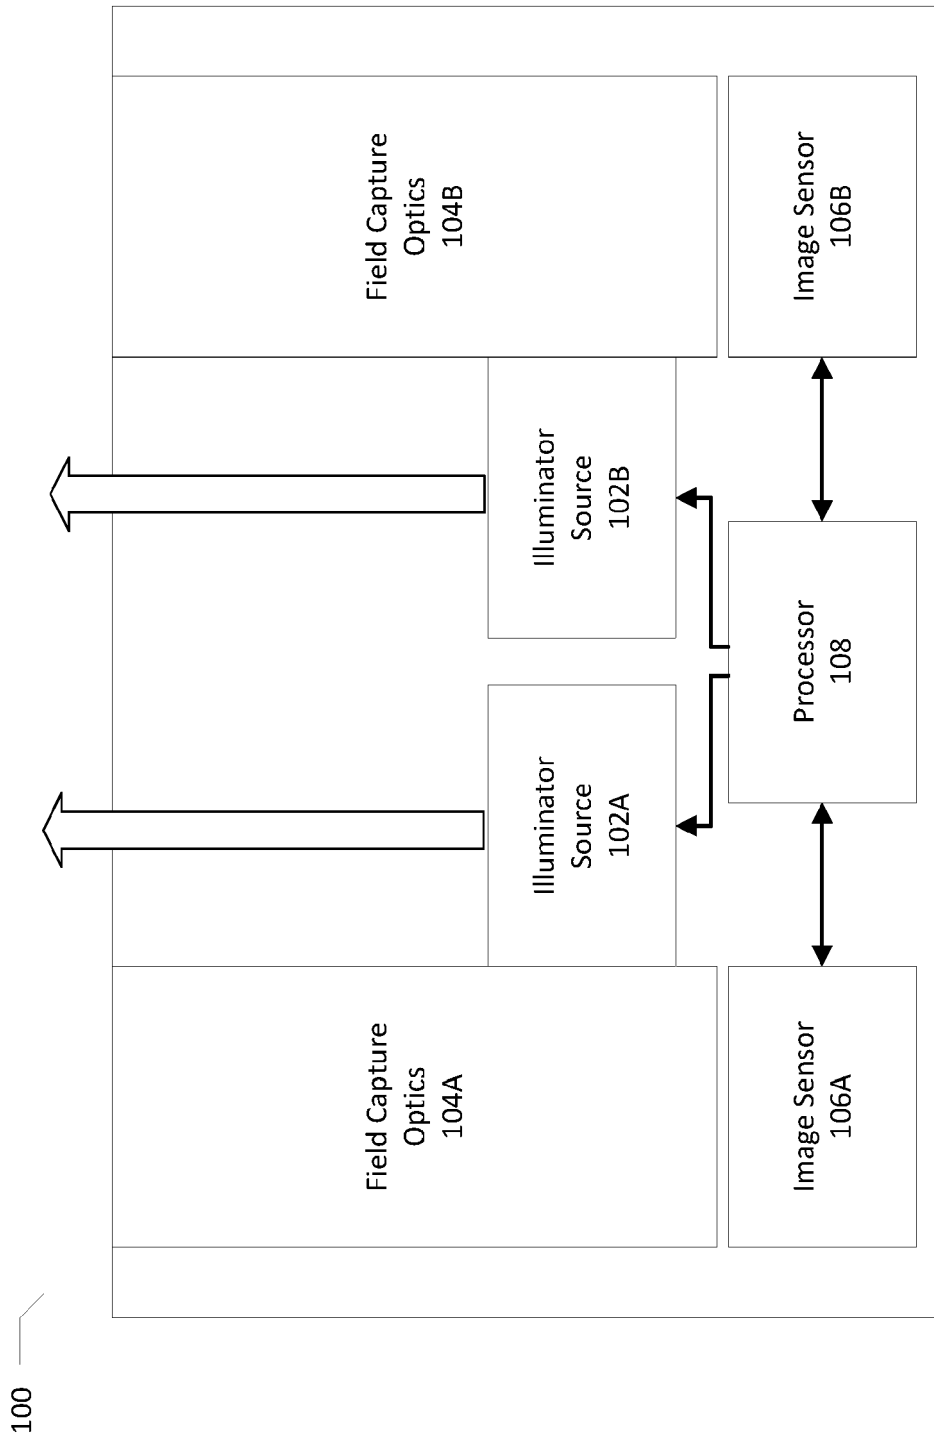 100
Field Capture
Optics
104A
Illuminator
Source
102A
Illuminator
Source
102B
Field Capture
Optics
104B
Image Sensor
106A
Processor
108
Image Sensor
106B